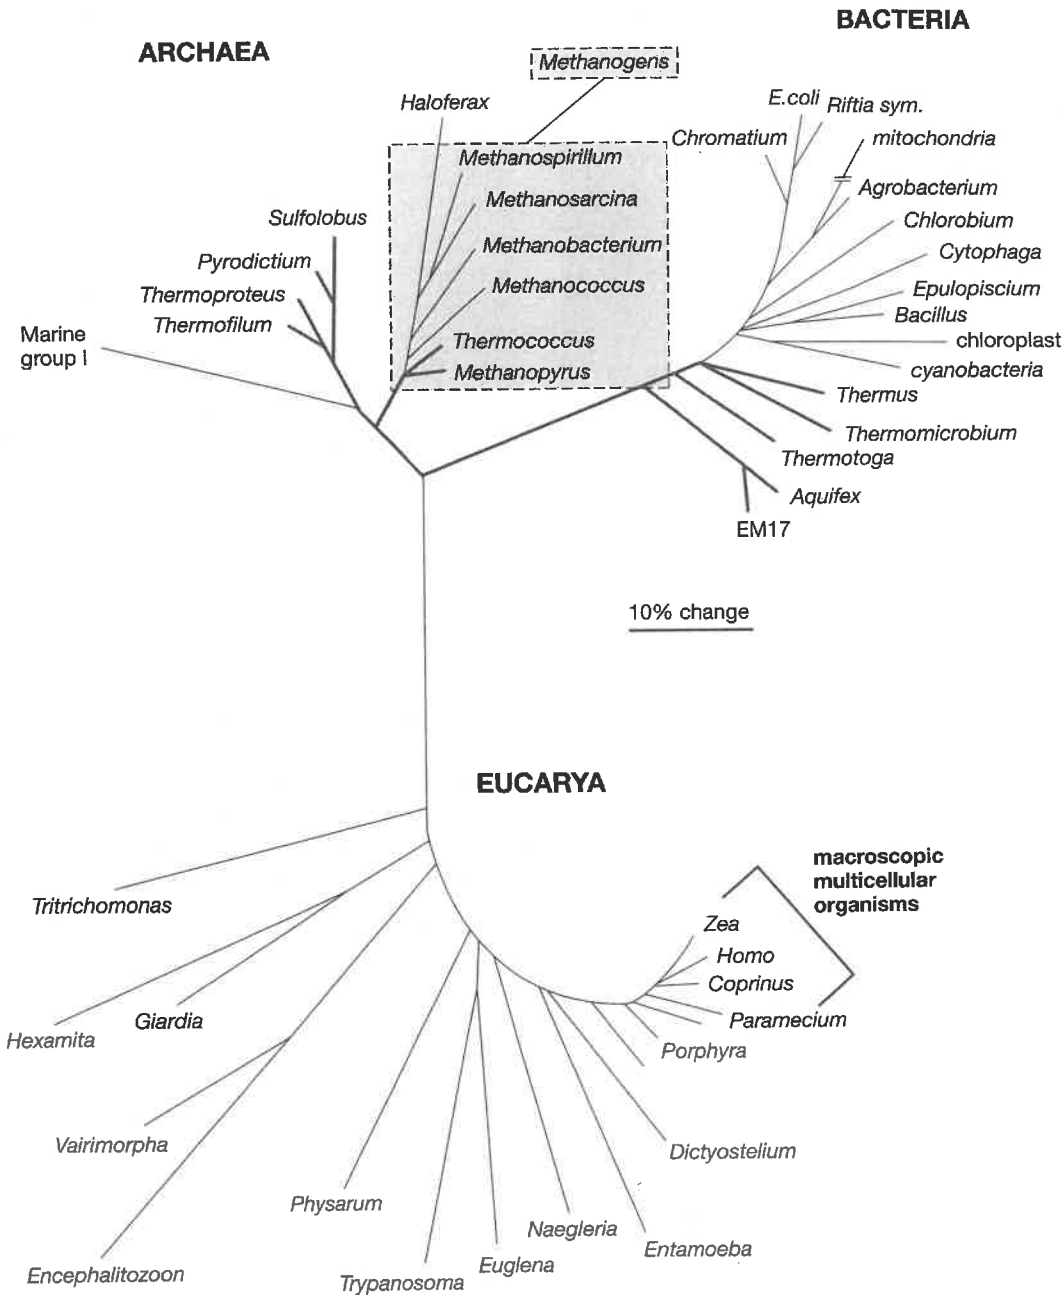 BACTERIA
ARCHAEA
Methanogens
Haloferax
E.coli
Riftia sym.
Chromatium
mitochondria
Methanospirillum
Agrobacterium
Methanosarcina
Sulfolobus
Chlorobium
Methanobacterium
Cytophaga
Pyrodictium
Methanococcus
Epulopiscium
Thermoproteus
Bacillus
Thermofilum
Marine
group I
Thermococcus
chloroplast
Methanopyrus
cyanobacteria
Thermus
Thermomicrobium
Thermotoga
Aquifex
EM17
10% change
EUCARYA
macroscopic
multicellular
organisms
Tritrichomonas
Zea
Homo
Coprinus
Giardia
Paramecium
Hexamita
Porphyra
Vairimorpha
Dictyostelium
Physarum
Naegleria
Entamoeba
Euglena
Encephalitozoon
Trypanosoma